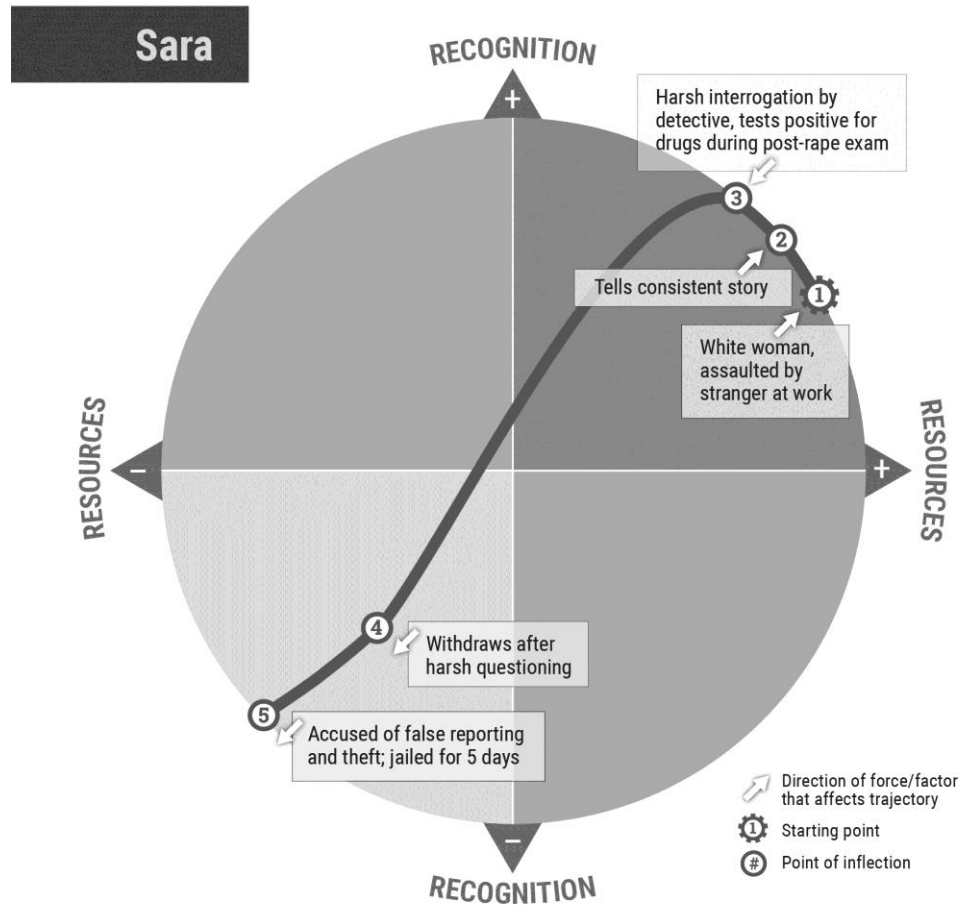 Sara
RECOGNITION
+
Harsh interrogation by
detective, tests positive for
drugs during post-rape exam
3
2
Tells consistent story
1
White woman,
assaulted by
stranger at work
RESOURCES
−
+
RESOURCES
4
Withdraws after
harsh questioning
5
Accused of false reporting
and theft; jailed for 5 days
Direction of force/factor
that affects trajectory
1
Starting point
#
Point of inflection
−
RECOGNITION